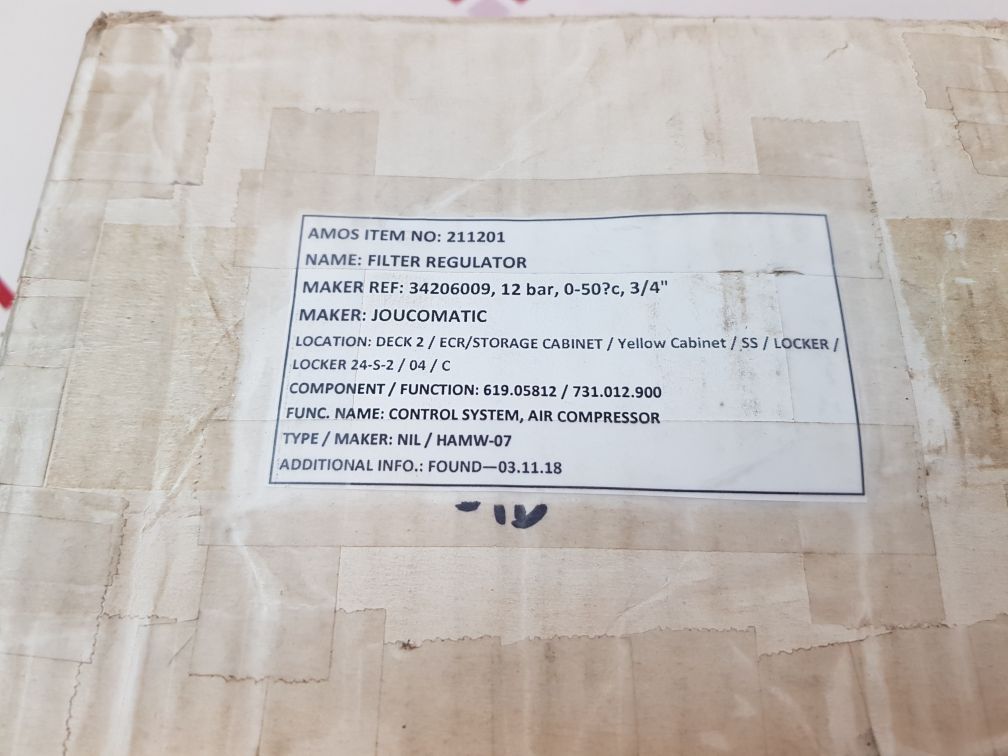 AMOS ITEM NO: 211201
NAME: FILTER REGULATOR
MAKER REF: 34206009, 12 bar, 0-50?c, 3/4"
MAKER: JOUCOMATIC
LOCATION: DECK 2 / ECR/STORAGE CABINET / Yellow Cabinet / SS / LOCKER /
LOCKER 24-S-2 / 04 / C
COMPONENT / FUNCTION: 619.05812 / 731.012.900
FUNC. NAME: CONTROL SYSTEM, AIR COMPRESSOR
TYPE / MAKER: NIL / HAMW-07
ADDITIONAL INFO.: FOUND—03.11.18